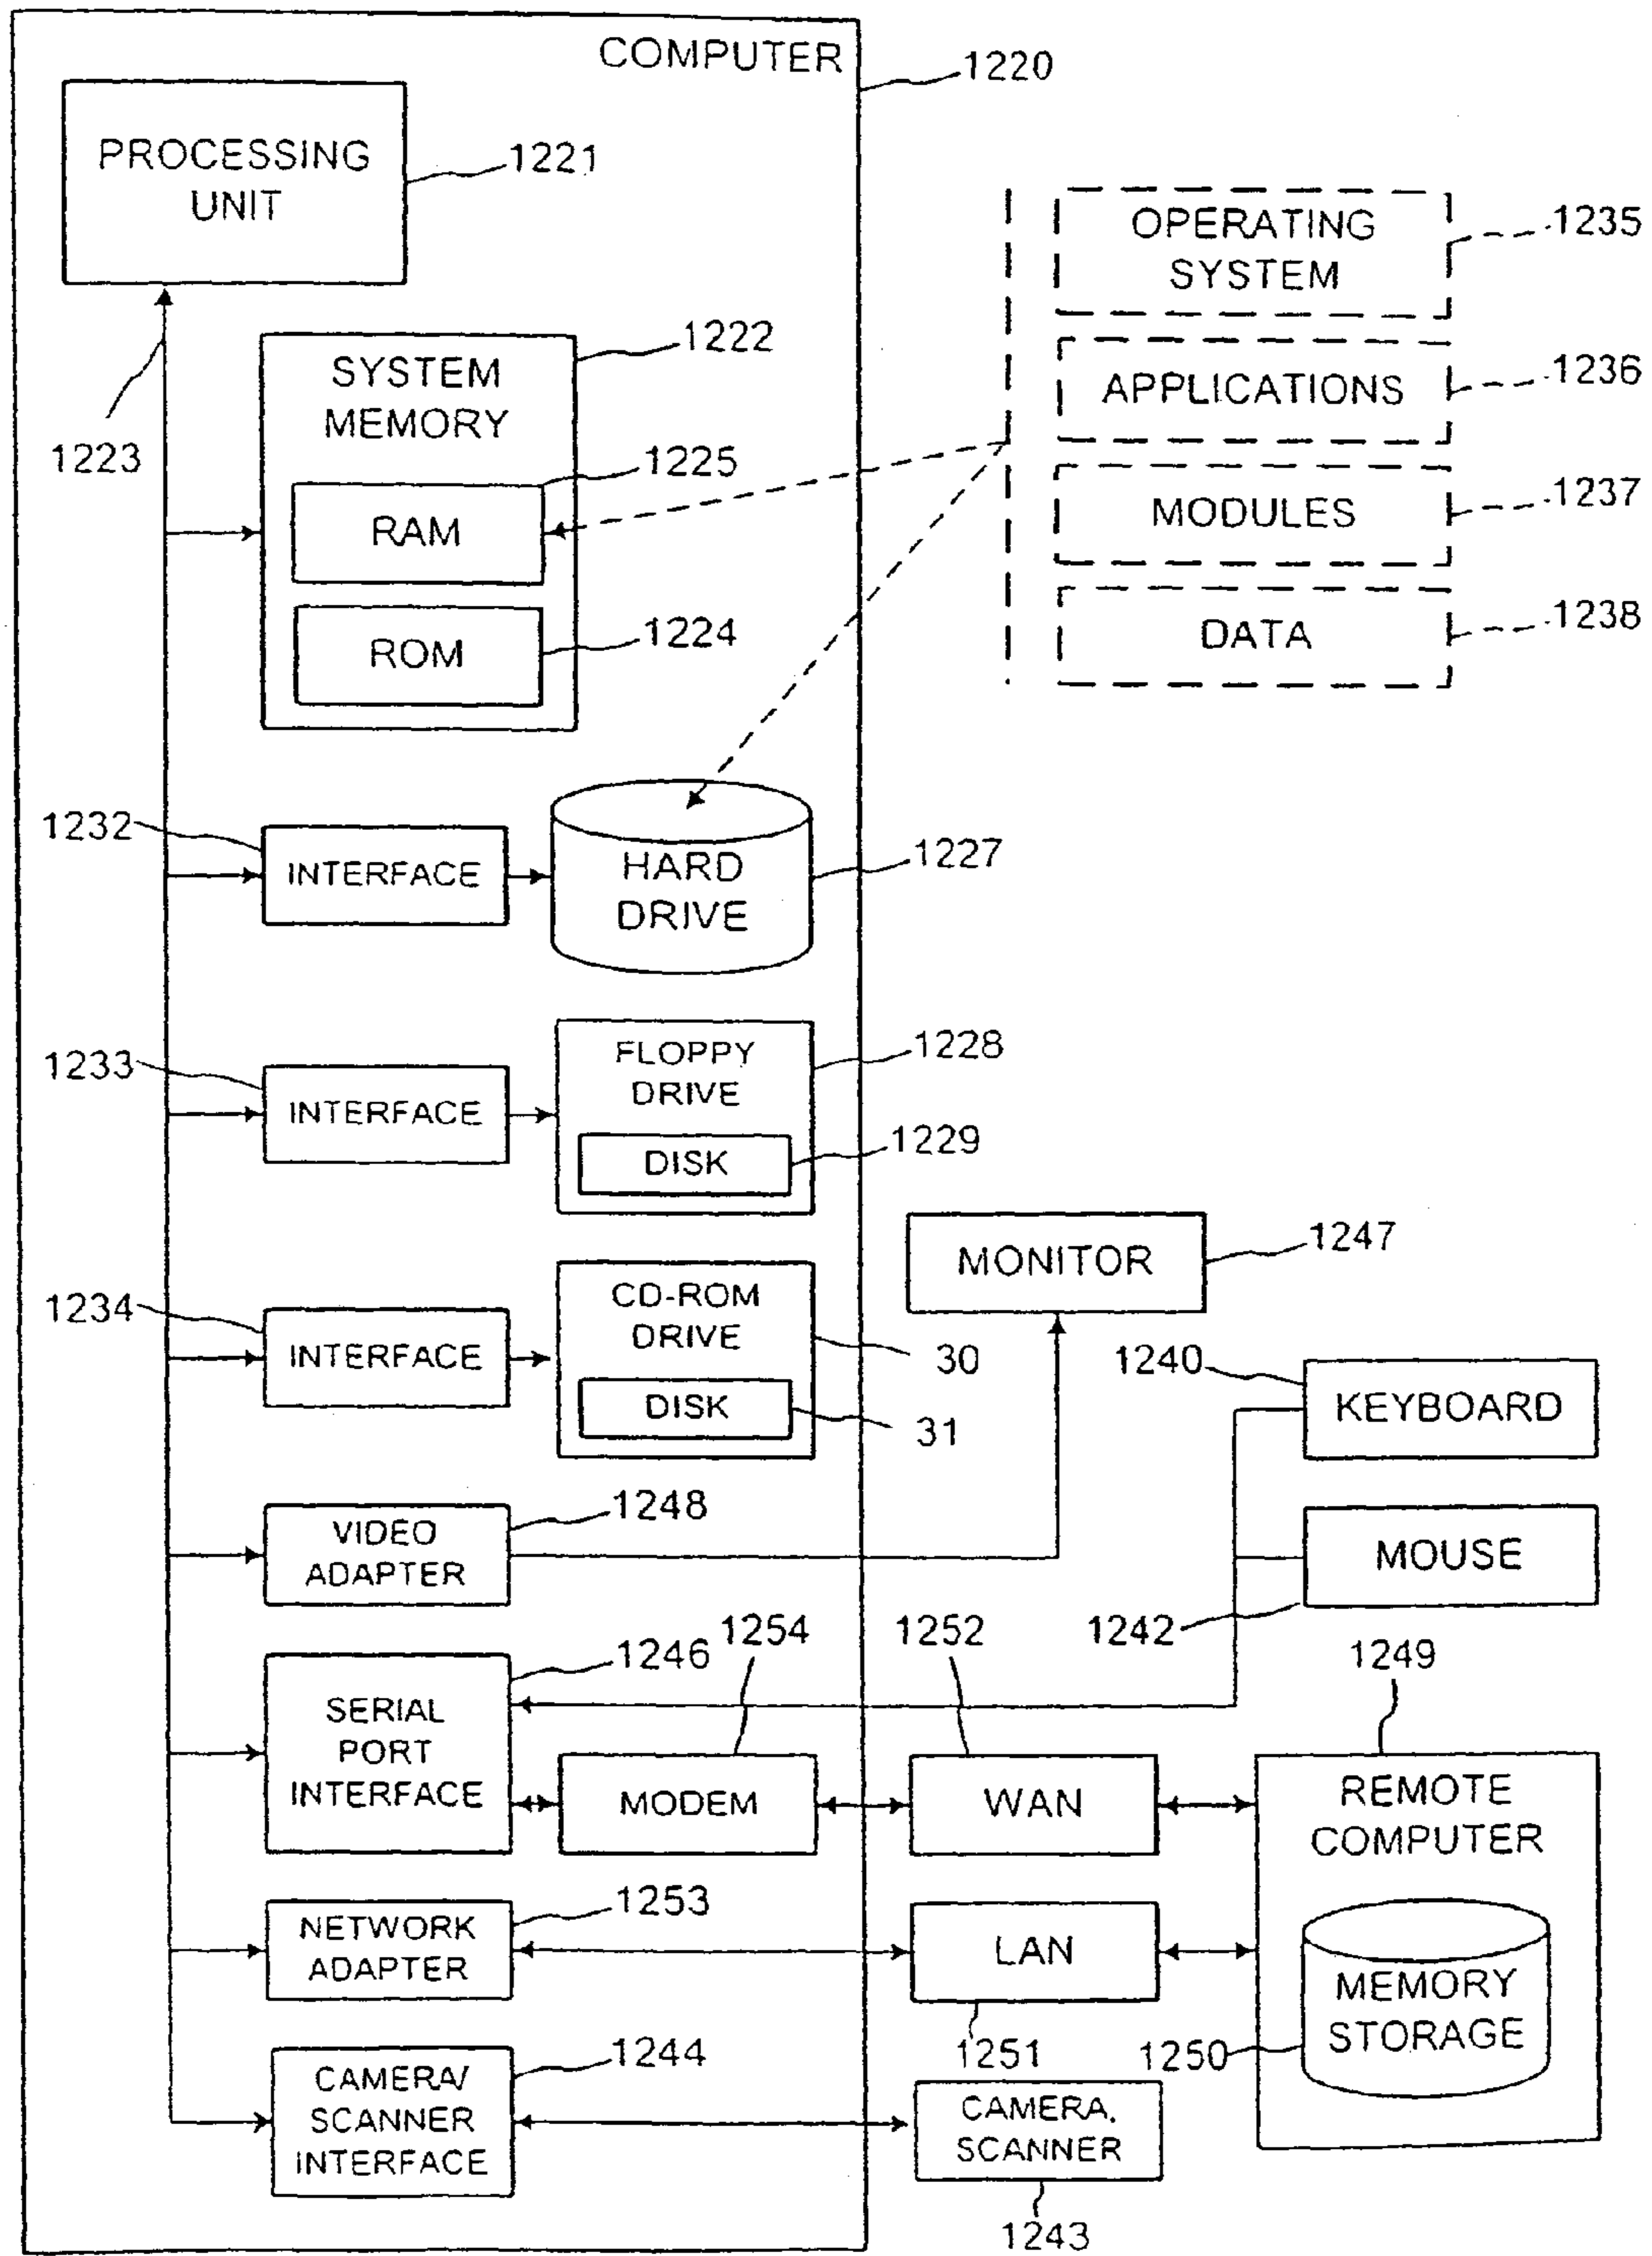 COMPUTER
1220
PROCESSING
UNIT
1221
OPERATING
SYSTEM
1235
1223
SYSTEM
MEMORY
1222
APPLICATIONS
1236
RAM
1225
MODULES
1237
ROM
1224
DATA
1238
1232
INTERFACE
HARD
DRIVE
1227
1233
INTERFACE
FLOPPY
DRIVE
1228
DISK
1229
MONITOR
1247
1234
INTERFACE
CD-ROM
DRIVE
30
DISK
31
1240
KEYBOARD
VIDEO
ADAPTER
1248
MOUSE
1242
SERIAL
PORT
INTERFACE
1246
1254
MODEM
1252
WAN
1249
REMOTE
COMPUTER
NETWORK
ADAPTER
1253
LAN
1251
MEMORY
STORAGE
1250
CAMERA/
SCANNER
INTERFACE
1244
CAMERA.
SCANNER
1243